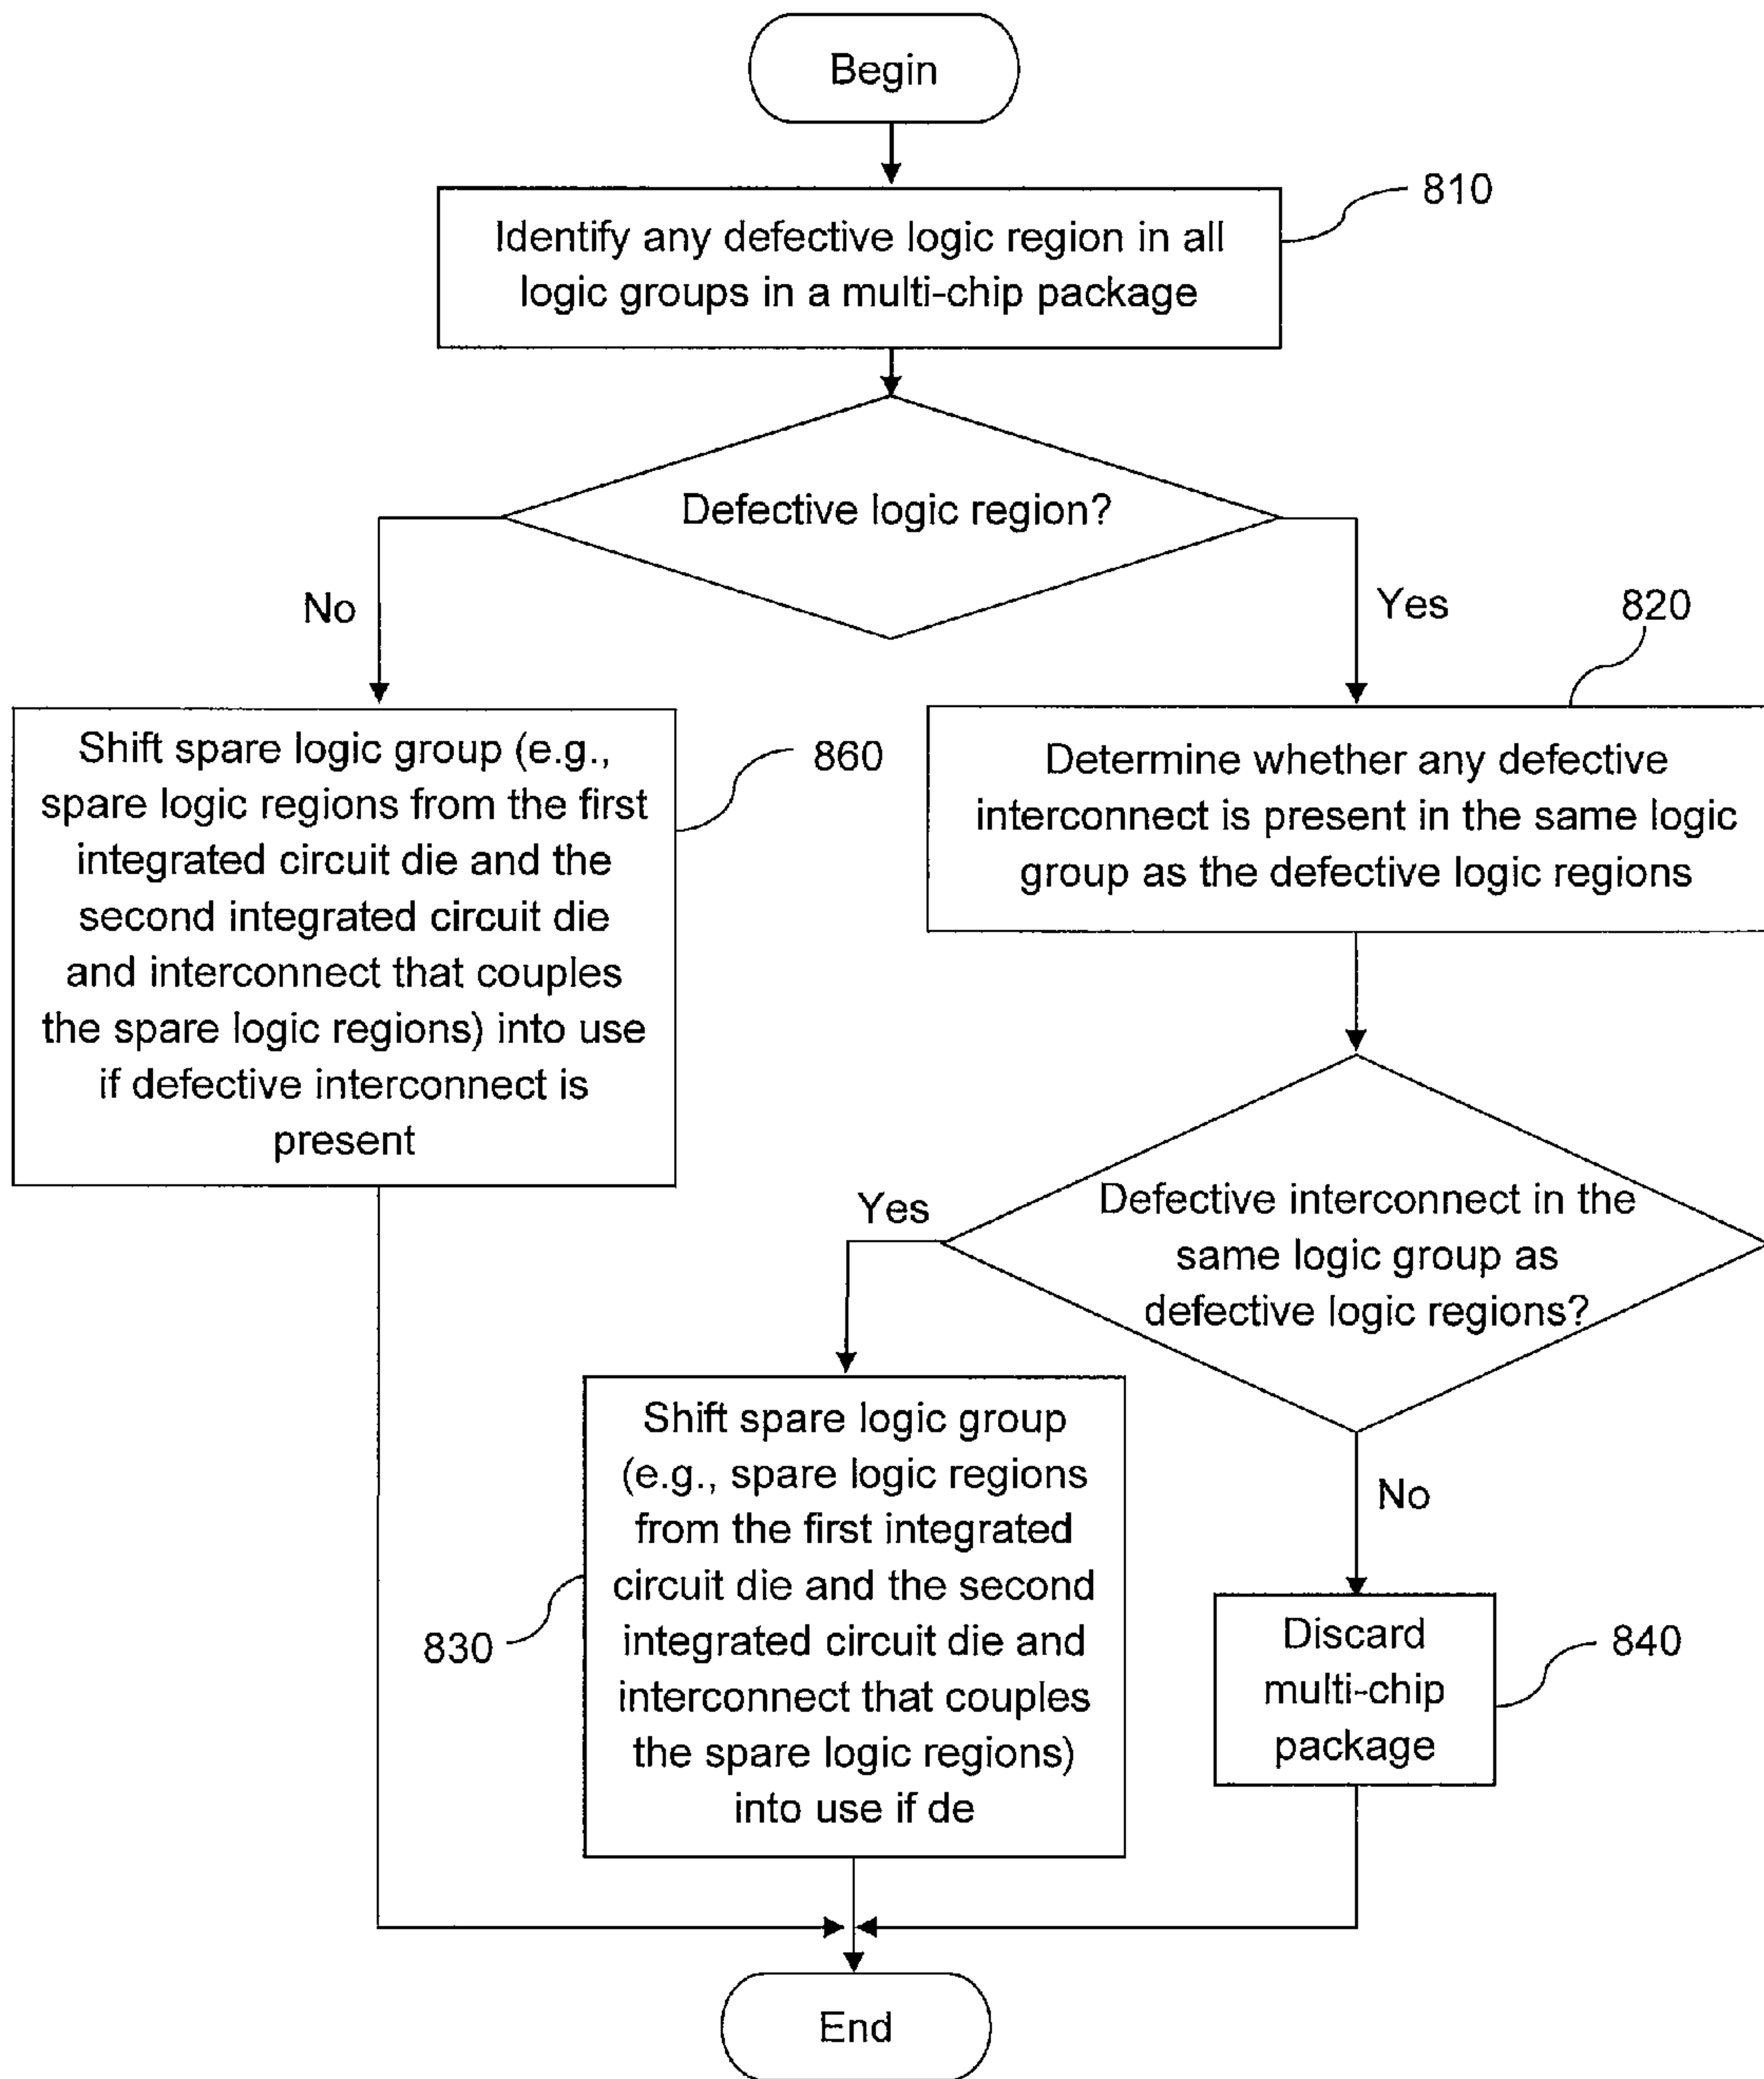 Begin
810
Identify any defective logic region in all
logic groups in a multi-chip package
Defective logic region?
No
Yes
820
Shift spare logic group (e.g.,
spare logic regions from the first
integrated circuit die and the
second integrated circuit die
and interconnect that couples
the spare logic regions) into use
if defective interconnect is
present
860
Determine whether any defective
interconnect is present in the same logic
group as the defective logic regions
Yes
Defective interconnect in the
same logic group as
defective logic regions?
No
Shift spare logic group
(e.g., spare logic regions
from the first integrated
circuit die and the second
integrated circuit die and
interconnect that couples
the spare logic regions)
into use if de
830
Discard
multi-chip
package
840
End